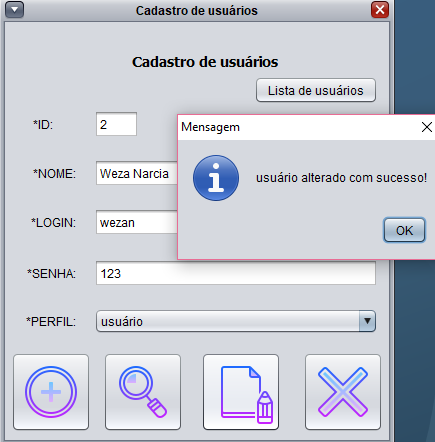 Cadastro de usuários
Cadastro de usuários
Lista de usuários
*ID: 2
Mensagem
*NOME: Weza Narcia
usuário alterado com sucesso!
*LOGIN: wezan
OK
*SENHA: 123
*PERFIL: usuário